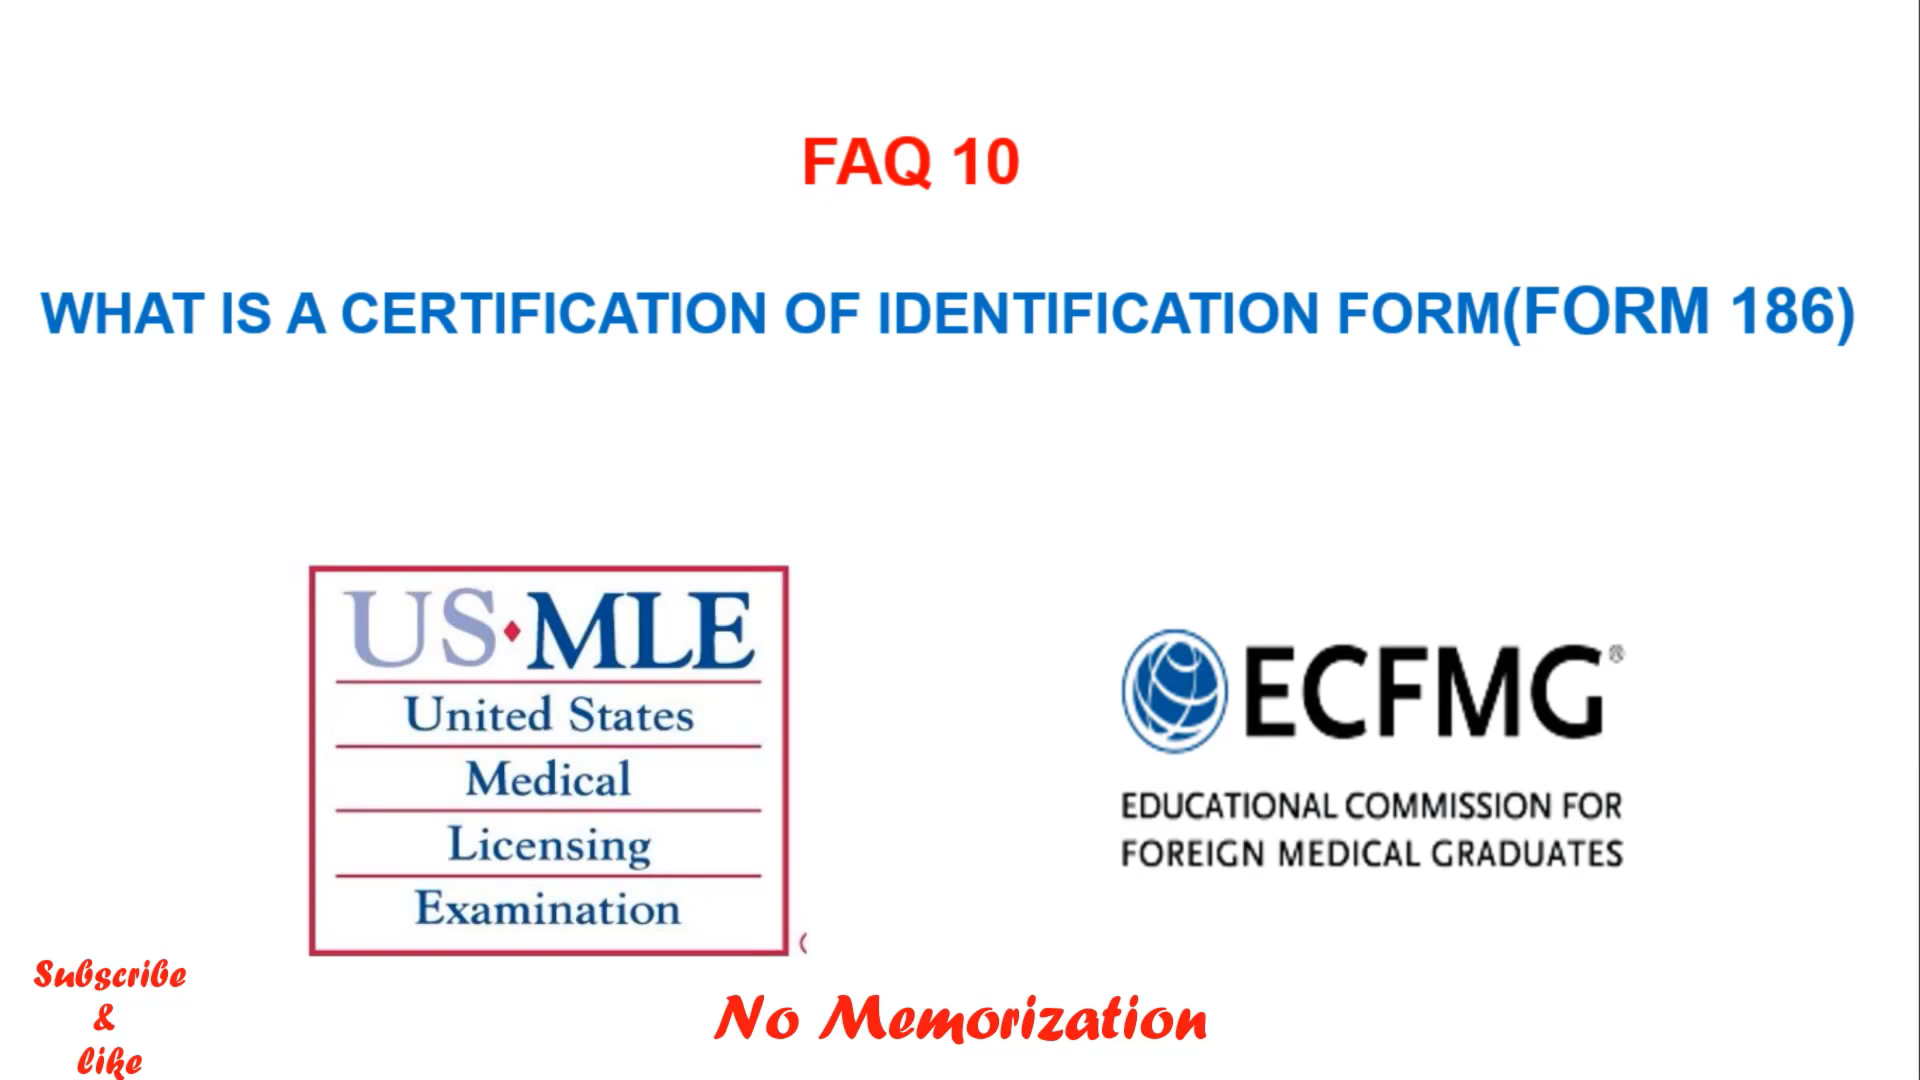 FAQ 10
WHAT IS A CERTIFICATION OF IDENTIFICATION FORM(FORM 186)
US•MLE
United States
Medical
Licensing
Examination
ECFMG®
EDUCATIONAL COMMISSION FOR
FOREIGN MEDICAL GRADUATES
Subscribe
&
like
No Memorization